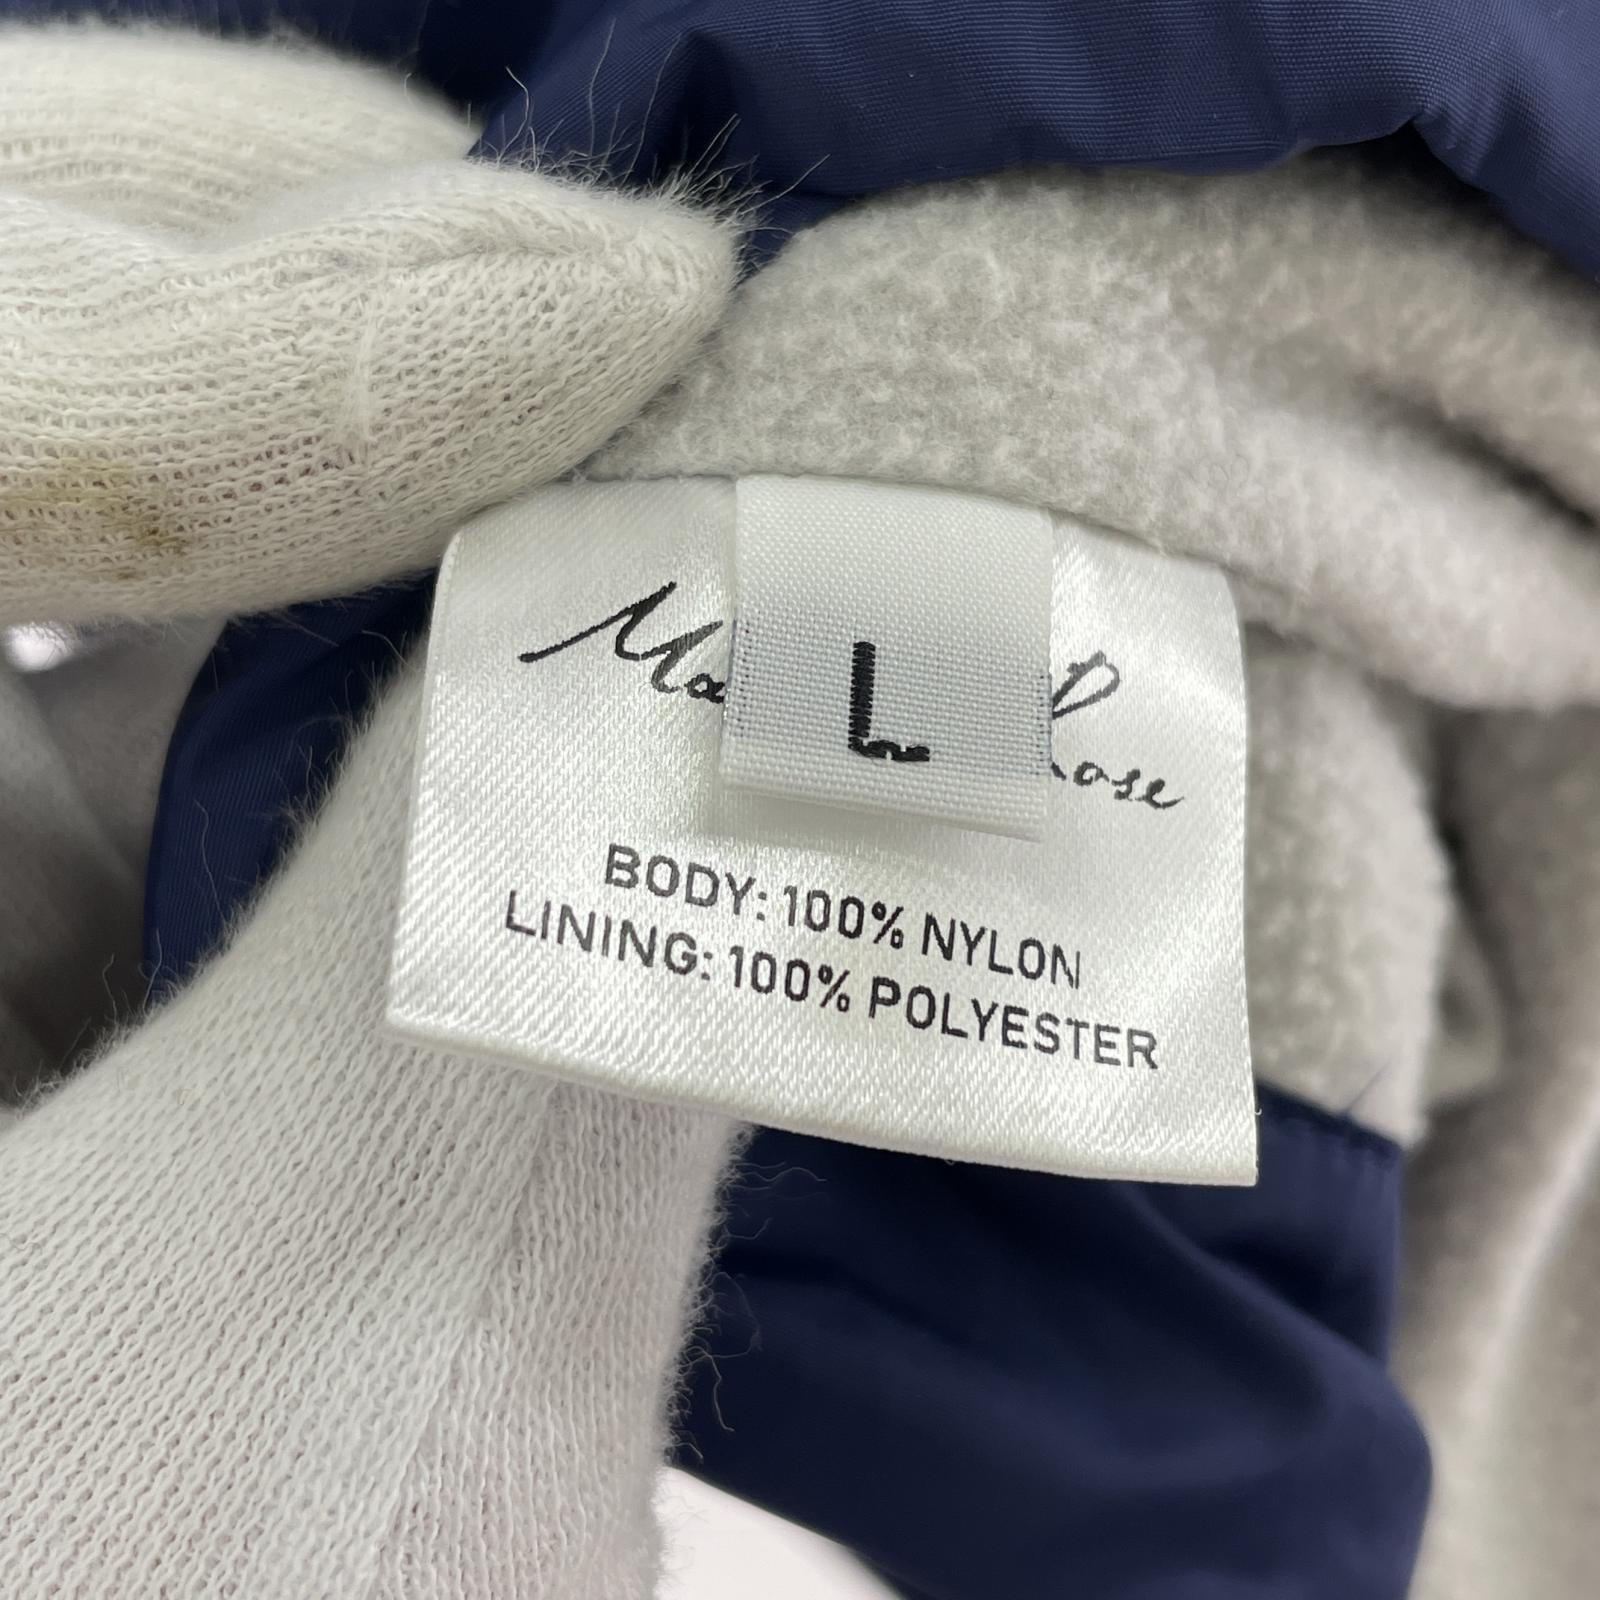 L
BODY: 100% NYLON
LINING: 100% POLYESTER